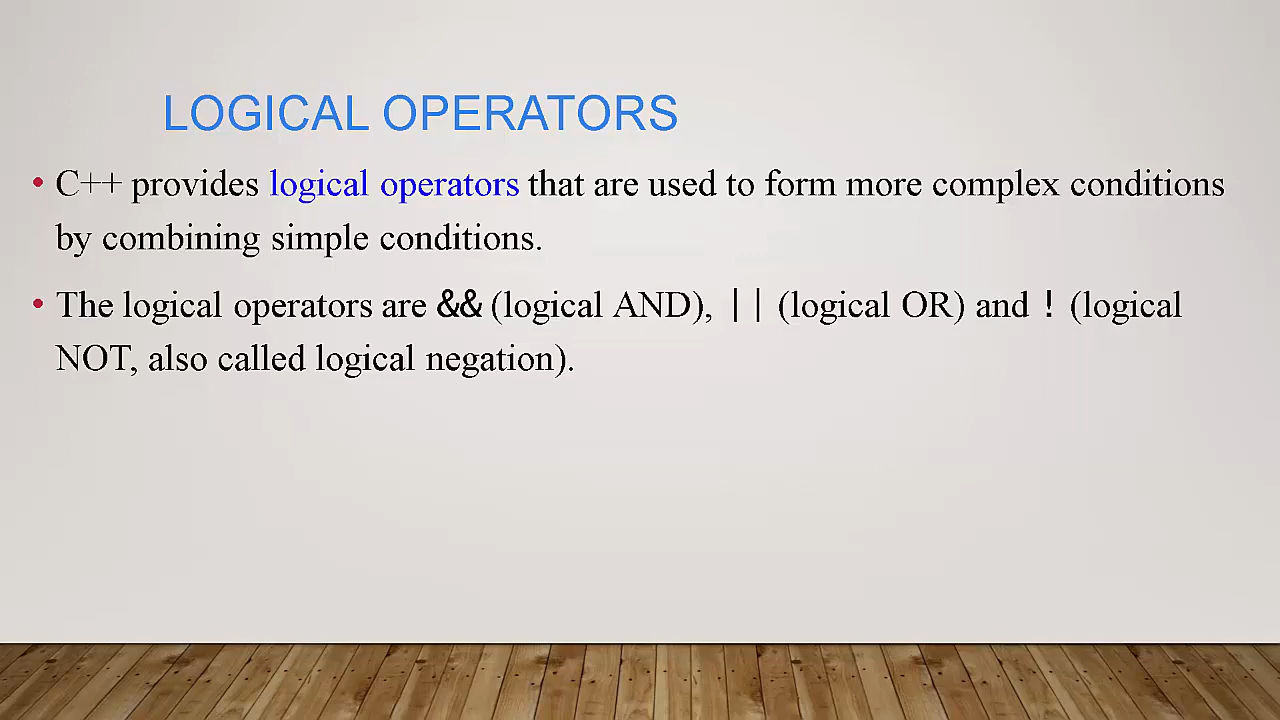 LOGICAL OPERATORS
• C++ provides logical operators that are used to form more complex conditions
by combining simple conditions.
• The logical operators are && (logical AND), || (logical OR) and ! (logical
NOT, also called logical negation).